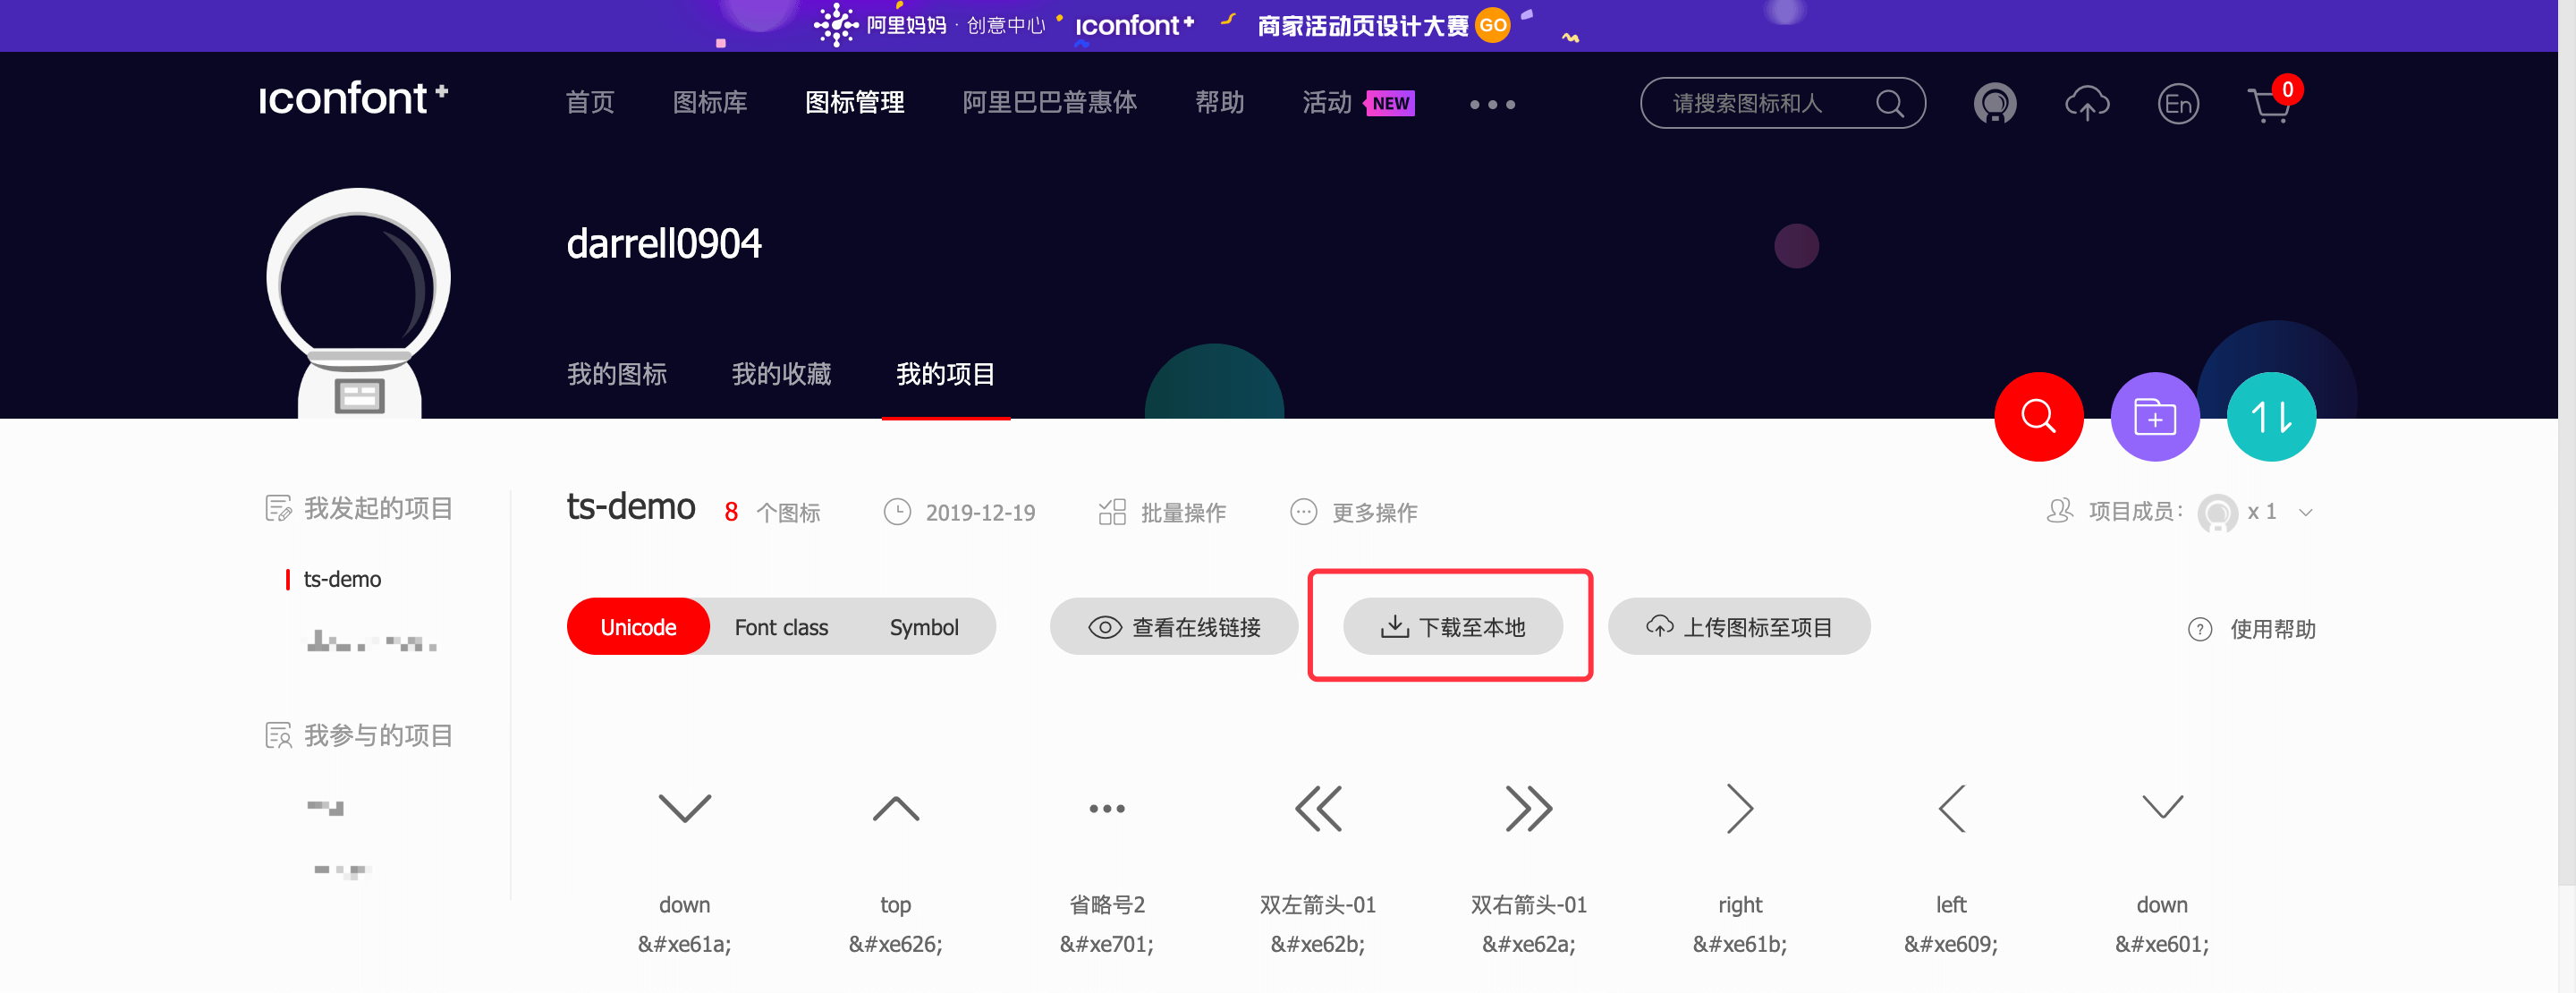 阿里妈妈 · 创意中心 iconfont+ 商家活动页设计大赛 GO
iconfont+ 首页 图标库 图标管理 阿里巴巴普惠体 帮助 活动 NEW 请搜索图标和人 En 0
darrell0904
我的图标 我的收藏 我的项目
我发起的项目
ts-demo
我参与的项目
ts-demo 8 个图标 2019-12-19 批量操作 更多操作 项目成员: x 1
Unicode Font class Symbol 查看在线链接 下载至本地 上传图标至项目 使用帮助
down top 省略号2 双左箭头-01 双右箭头-01 right left down
&#xe61a; &#xe626; &#xe701; &#xe62b; &#xe62a; &#xe61b; &#xe609; &#xe601;